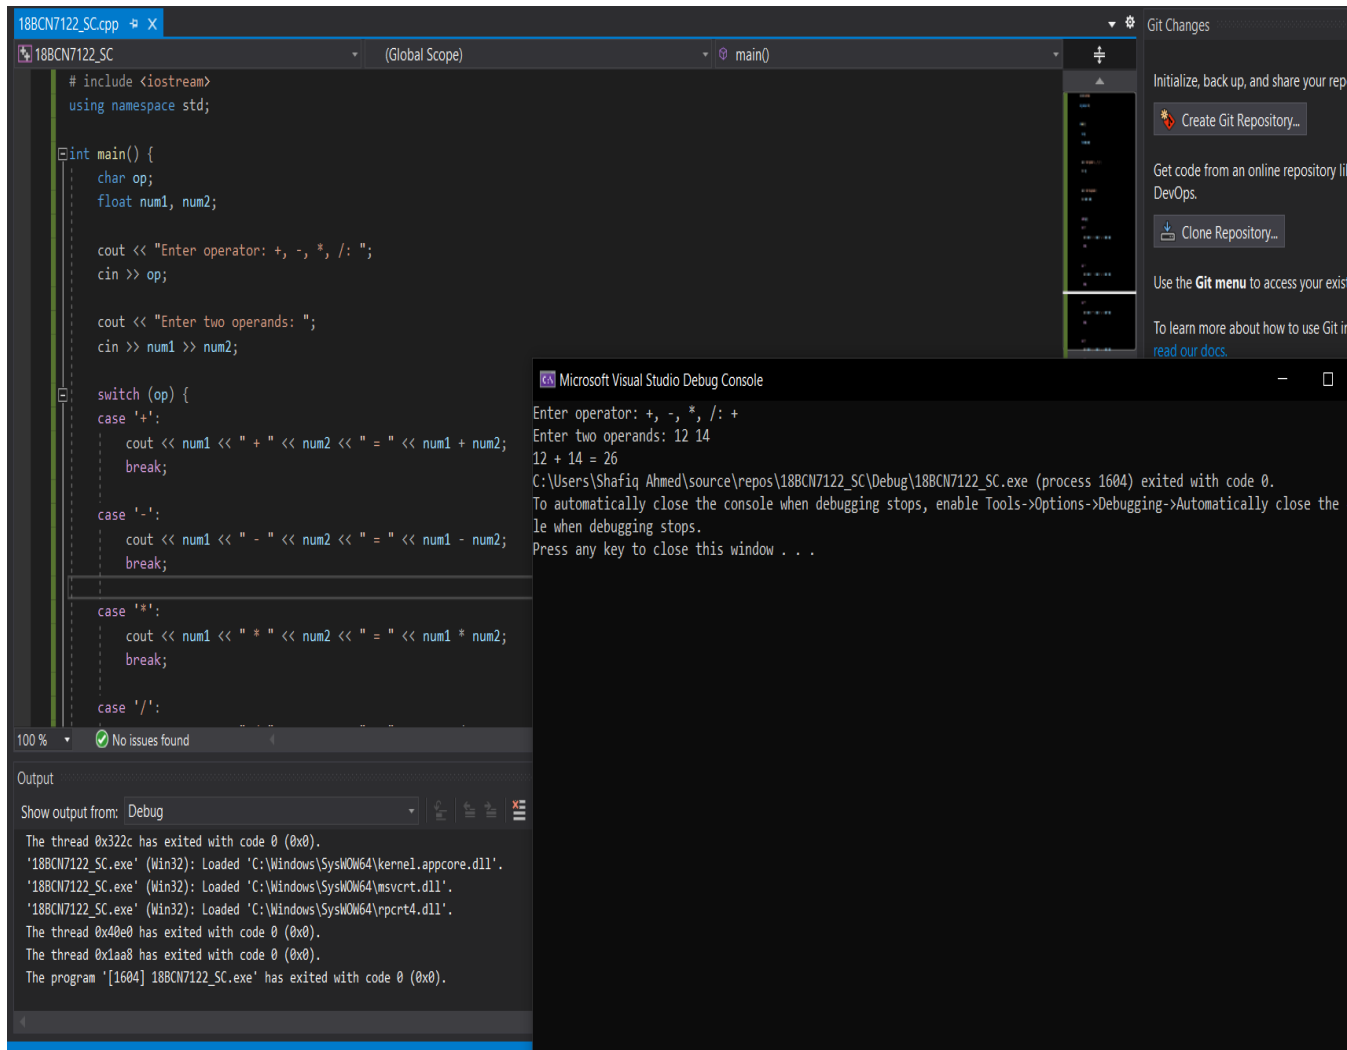 18BCN7122_SC.cpp
18BCN7122_SC
(Global Scope)
main()
# include <iostream>
using namespace std;
int main() {
char op;
float num1, num2;
cout << "Enter operator: +, -, *, /: ";
cin >> op;
cout << "Enter two operands: ";
cin >> num1 >> num2;
switch (op) {
case '+':
cout << num1 << " + " << num2 << " = " << num1 + num2;
break;
case '-':
cout << num1 << " - " << num2 << " = " << num1 - num2;
break;
case '*':
cout << num1 << " * " << num2 << " = " << num1 * num2;
break;
case '/':
100 %
No issues found
Git Changes
Initialize, back up, and share your rep
Create Git Repository...
Get code from an online repository li
DevOps.
Clone Repository...
Use the Git menu to access your exis
To learn more about how to use Git i
read our docs.
Microsoft Visual Studio Debug Console
Enter operator: +, -, *, /: +
Enter two operands: 12 14
12 + 14 = 26
C:\Users\Shafiq Ahmed\source\repos\18BCN7122_SC\Debug\18BCN7122_SC.exe (process 1604) exited with code 0.
To automatically close the console when debugging stops, enable Tools->Options->Debugging->Automatically close the
le when debugging stops.
Press any key to close this window . . .
Output
Show output from: Debug
The thread 0x322c has exited with code 0 (0x0).
'18BCN7122_SC.exe' (Win32): Loaded 'C:\Windows\SysWOW64\kernel.appcore.dll'.
'18BCN7122_SC.exe' (Win32): Loaded 'C:\Windows\SysWOW64\msvcrt.dll'.
'18BCN7122_SC.exe' (Win32): Loaded 'C:\Windows\SysWOW64\rpcrt4.dll'.
The thread 0x40e0 has exited with code 0 (0x0).
The thread 0x1aa8 has exited with code 0 (0x0).
The program '[1604] 18BCN7122_SC.exe' has exited with code 0 (0x0).